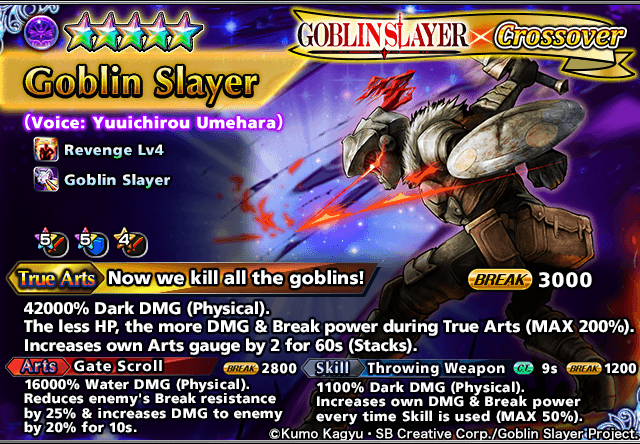 GOBLIN SLAYER × Crossover
Goblin Slayer
(Voice: Yuuichirou Umehara)
Revenge Lv4
Goblin Slayer
5 5 4
True Arts Now we kill all the goblins! BREAK 3000
42000% Dark DMG (Physical).
The less HP, the more DMG & Break power during True Arts (MAX 200%).
Increases own Arts gauge by 2 for 60s (Stacks).
Arts Gate Scroll BREAK 2800
16000% Water DMG (Physical).
Reduces enemy's Break resistance
by 25% & increases DMG to enemy
by 20% for 10s.
Skill Throwing Weapon CT 9s BREAK 1200
1100% Dark DMG (Physical).
Increases own DMG & Break power
every time Skill is used (MAX 50%).
©Kumo Kagyu・SB Creative Corp./Goblin Slayer Project